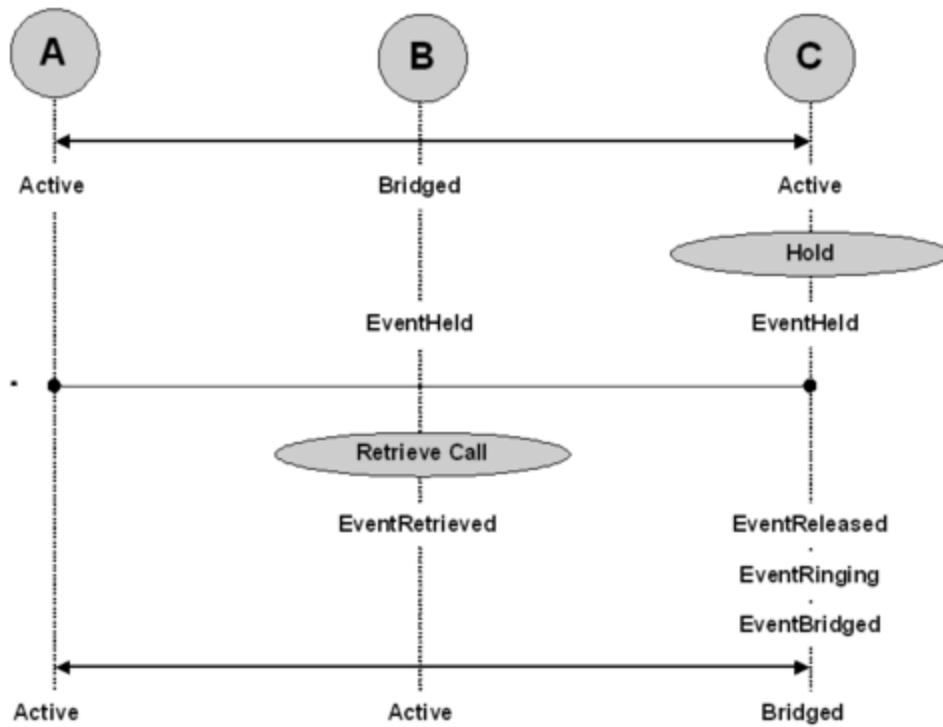 A B C
Active Bridged Active
Hold
EventHeld EventHeld
Retrieve Call
EventRetrieved EventReleased
EventRinging
EventBridged
Active Active Bridged